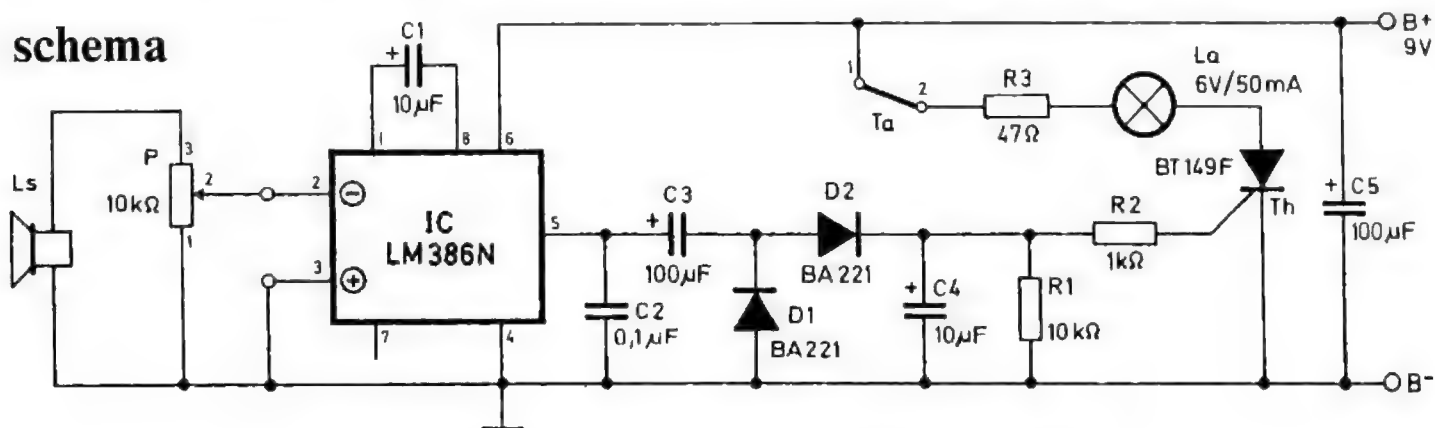 schema
C1
+
10µF
B+
9V
1
2
Ta
R3
47Ω
La
6V/50mA
P
3
2
10kΩ
1
Ls
1
8
6
2
−
IC
LM386N
5
3
+
7
4
C3
+
100µF
C2
0,1µF
D2
BA221
D1
BA221
+
C4
10µF
R1
10kΩ
R2
1kΩ
BT149F
Th
+
C5
100µF
B-